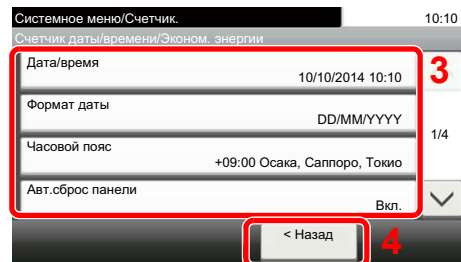 Системное меню/Счетчик. 10:10
Счетчик даты/времени/Эконом. энергии
Дата/время
10/10/2014 10:10
3
Формат даты
DD/MM/YYYY
1/4
Часовой пояс
+09:00 Осака, Саппоро, Токио
Авт.сброс панели
Вкл.
< Назад
4